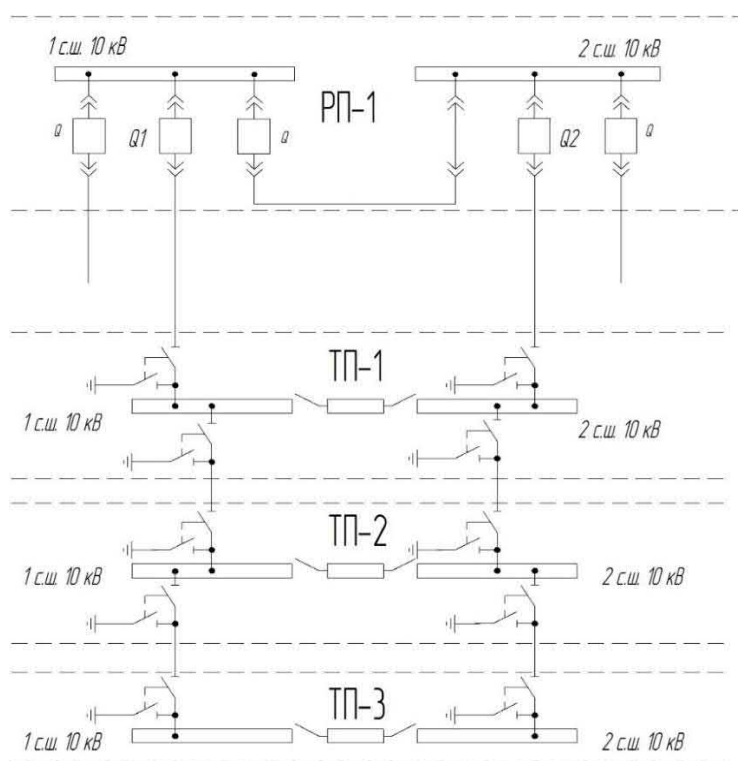 1 с.ш. 10 кВ
2 с.ш. 10 кВ
РП-1
Q
Q1
Q
Q2
Q
ТП-1
1 с.ш. 10 кВ
2 с.ш. 10 кВ
ТП-2
1 с.ш. 10 кВ
2 с.ш. 10 кВ
ТП-3
1 с.ш. 10 кВ
2 с.ш. 10 кВ